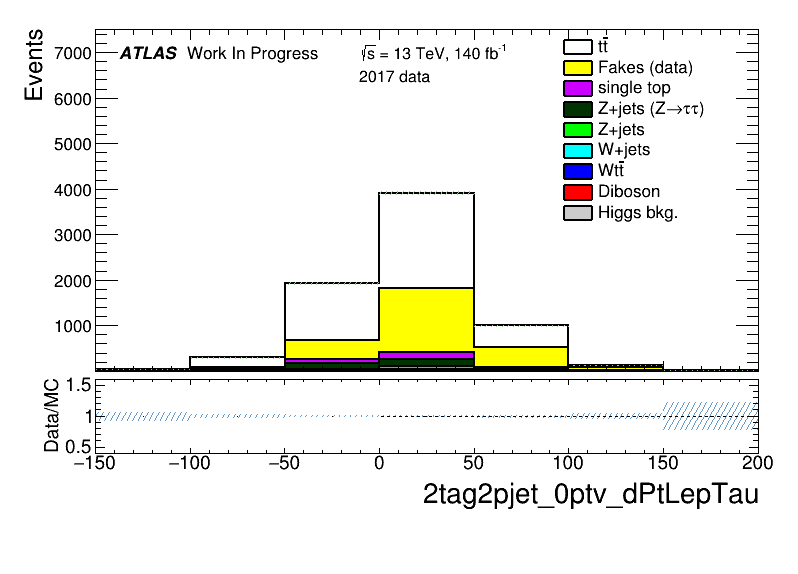 Events
7000
6000
5000
4000
3000
2000
1000
ATLAS Work In Progress
√s = 13 TeV, 140 fb⁻¹
2017 data
tt̄
Fakes (data)
single top
Z+jets (Z→ττ)
Z+jets
W+jets
Wtt̄
Diboson
Higgs bkg.
Data/MC
1.5
1
0.5
−150 −100 −50 0 50 100 150 200
2tag2pjet_0ptv_dPtLepTau